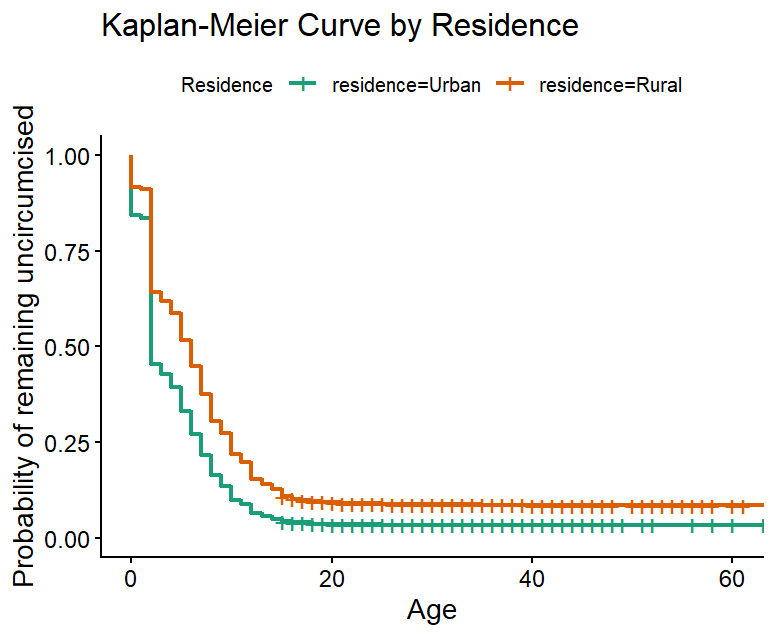 Kaplan-Meier Curve by Residence
Residence residence=Urban residence=Rural
Probability of remaining uncircumcised
1.00
0.75
0.50
0.25
0.00
0 20 40 60
Age